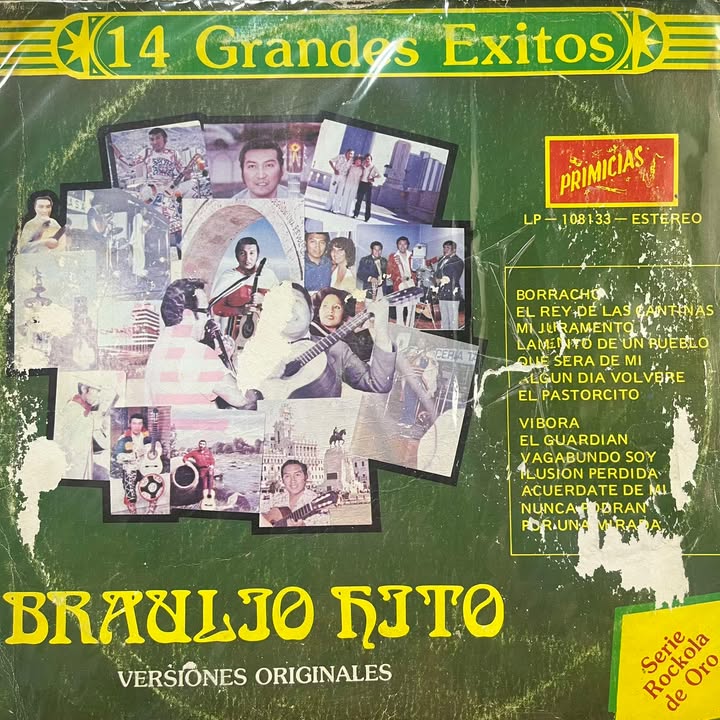 14 Grandes Exitos
PRIMICIAS
LP-108133-ESTEREO
BORRACHO
EL REY DE LAS CANTINAS
MI JURAMENTO
LAMENTO DE UN PUEBLO
QUE SERA DE MI
ALGUN DIA VOLVERE
EL PASTORCITO
VIBORA
EL GUARDIAN
VAGABUNDO SOY
ILUSION PERDIDA
ACUERDATE DE MI
NUNCA PODRAN
POR UNA MIRADA
BRAULIO HITO
VERSIONES ORIGINALES
Serie
Rockola
de Oro